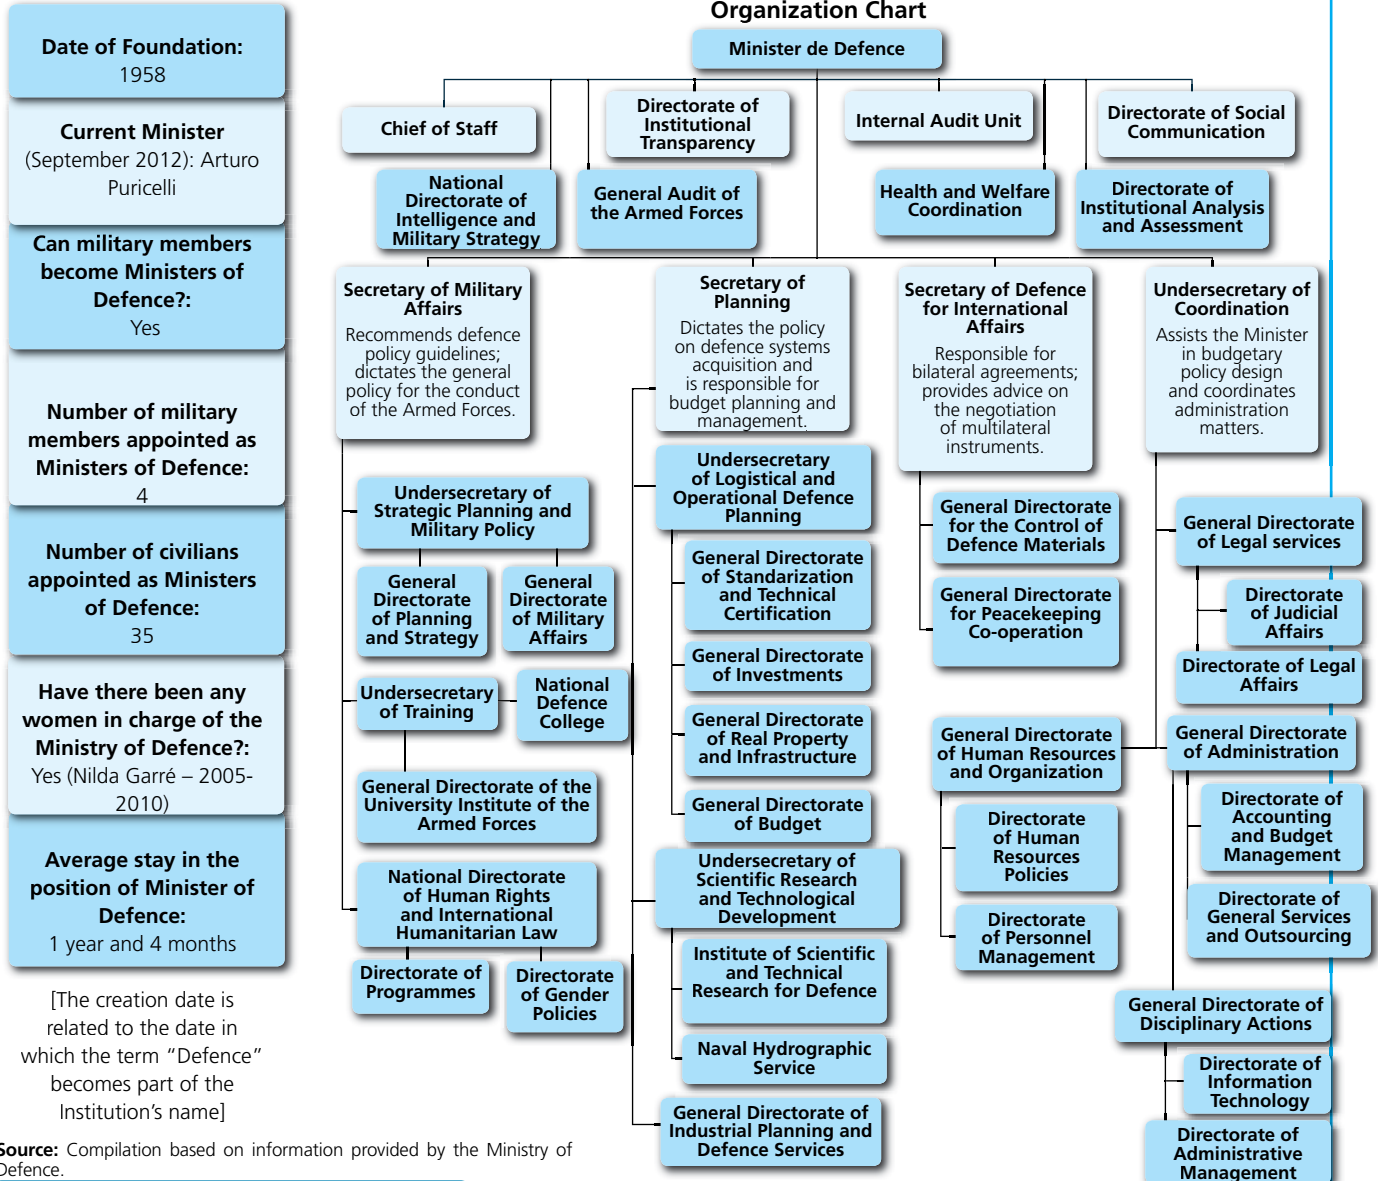 Organization Chart
Date of Foundation:
1958
Current Minister
(September 2012): Arturo
Puricelli
Can military members
become Ministers of
Defence?:
Yes
Number of military
members appointed as
Ministers of Defence:
4
Number of civilians
appointed as Ministers
of Defence:
35
Have there been any
women in charge of the
Ministry of Defence?:
Yes (Nilda Garré – 2005-
2010)
Average stay in the
position of Minister of
Defence:
1 year and 4 months
[The creation date is
related to the date in
which the term “Defence”
becomes part of the
Institution’s name]
Source: Compilation based on information provided by the Ministry of
Defence.
Minister de Defence
Chief of Staff
Directorate of
Institutional
Transparency
Internal Audit Unit
Directorate of Social
Communication
National
Directorate of
Intelligence and
Military Strategy
General Audit of
the Armed Forces
Health and Welfare
Coordination
Directorate of
Institutional Analysis
and Assessment
Secretary of Military
Affairs
Recommends defence
policy guidelines;
dictates the general
policy for the conduct
of the Armed Forces.
Undersecretary of
Strategic Planning and
Military Policy
General
Directorate
of Planning
and Strategy
General
Directorate
of Military
Affairs
Undersecretary
of Training
National
Defence
College
General Directorate of the
University Institute of the
Armed Forces
National Directorate
of Human Rights
and International
Humanitarian Law
Directorate of
Programmes
Directorate
of Gender
Policies
Secretary of
Planning
Dictates the policy
on defence systems
acquisition and
is responsible for
budget planning and
management.
Undersecretary
of Logistical and
Operational Defence
Planning
General Directorate
of Standarization
and Technical
Certification
General Directorate
of Investments
General Directorate
of Real Property
and Infrastructure
General Directorate
of Budget
Undersecretary of
Scientific Research
and Technological
Development
Institute of Scientific
and Technical
Research for Defence
Naval Hydrographic
Service
General Directorate of
Industrial Planning and
Defence Services
Secretary of Defence
for International
Affairs
Responsible for
bilateral agreements;
provides advice on
the negotiation
of multilateral
instruments.
General Directorate
for the Control of
Defence Materials
General Directorate
for Peacekeeping
Co-operation
Undersecretary of
Coordination
Assists the Minister
in budgetary
policy design
and coordinates
administration
matters.
General Directorate
of Legal services
Directorate
of Judicial
Affairs
Directorate of Legal
Affairs
General Directorate
of Human Resources
and Organization
Directorate
of Human
Resources
Policies
Directorate
of Personnel
Management
General Directorate
of Administration
Directorate of
Accounting
and Budget
Management
Directorate of
General Services
and Outsourcing
General Directorate of
Disciplinary Actions
Directorate of
Information
Technology
Directorate of
Administrative
Management